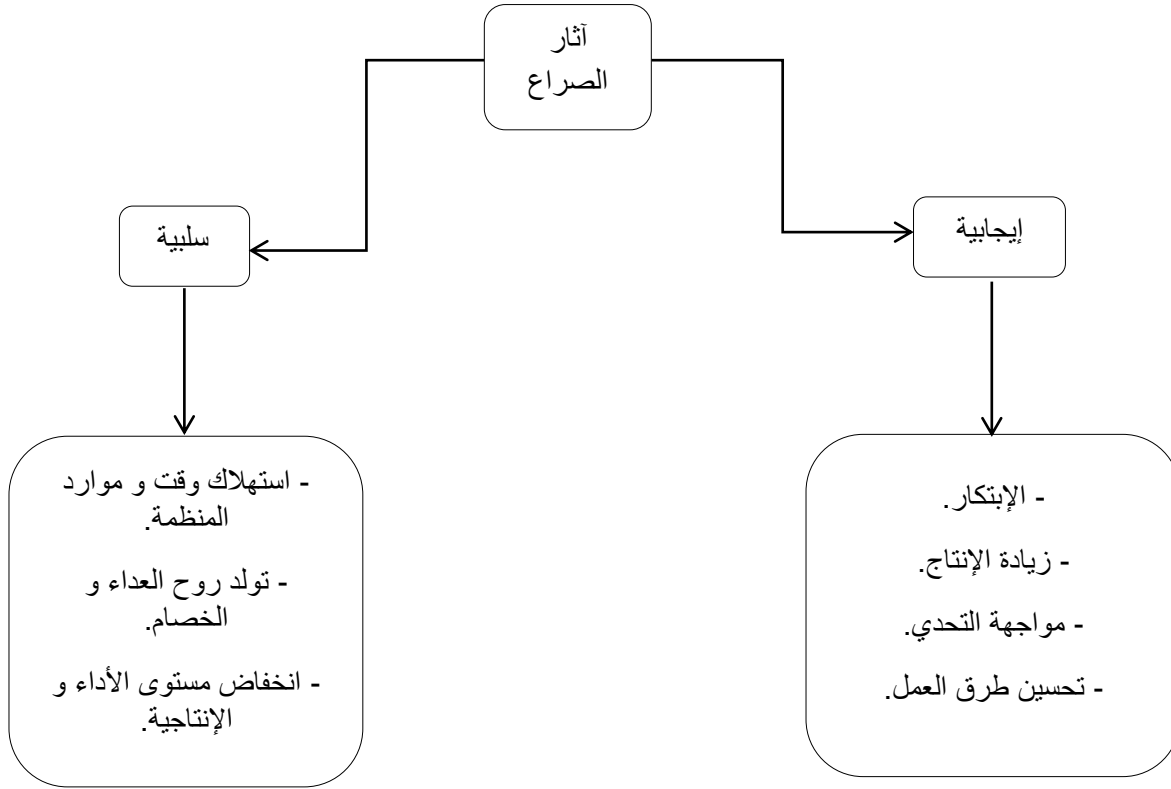 آثار
الصراع
إيجابية
سلبية
- الإبتكار.
- زيادة الإنتاج.
- مواجهة التحدي.
- تحسين طرق العمل.
- استهلاك وقت و موارد
المنظمة.
- تولد روح العداء و
الخصام.
- انخفاض مستوى الأداء و
الإنتاجية.